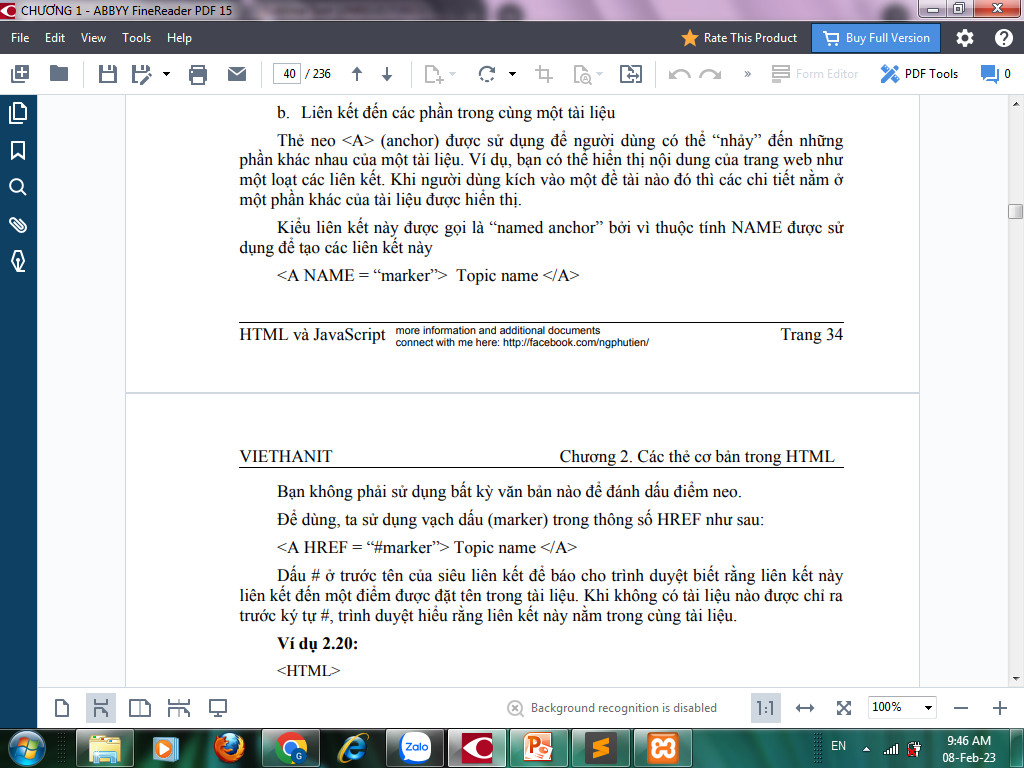 CHƯƠNG 1 - ABBYY FineReader PDF 15
File Edit View Tools Help
Rate This Product
Buy Full Version
40 / 236
Form Editor
PDF Tools
0
b. Liên kết đến các phần trong cùng một tài liệu
Thẻ neo <A> (anchor) được sử dụng để người dùng có thể “nhảy” đến những
phần khác nhau của một tài liệu. Ví dụ, bạn có thể hiển thị nội dung của trang web như
một loạt các liên kết. Khi người dùng kích vào một đề tài nào đó thì các chi tiết nằm ở
một phần khác của tài liệu được hiển thị.
Kiểu liên kết này được gọi là “named anchor” bởi vì thuộc tính NAME được sử
dụng để tạo các liên kết này
<A NAME = “marker”> Topic name </A>
HTML và JavaScript
more information and additional documents
connect with me here: http://facebook.com/ngphutien/
Trang 34
VIETHANIT
Chương 2. Các thẻ cơ bản trong HTML
Bạn không phải sử dụng bất kỳ văn bản nào để đánh dấu điểm neo.
Để dùng, ta sử dụng vạch dấu (marker) trong thông số HREF như sau:
<A HREF = “#marker”> Topic name </A>
Dấu # ở trước tên của siêu liên kết để báo cho trình duyệt biết rằng liên kết này
liên kết đến một điểm được đặt tên trong tài liệu. Khi không có tài liệu nào được chỉ ra
trước ký tự #, trình duyệt hiểu rằng liên kết này nằm trong cùng tài liệu.
Ví dụ 2.20:
<HTML>
Background recognition is disabled
1:1
100%
Zalo
EN
9:46 AM
08-Feb-23